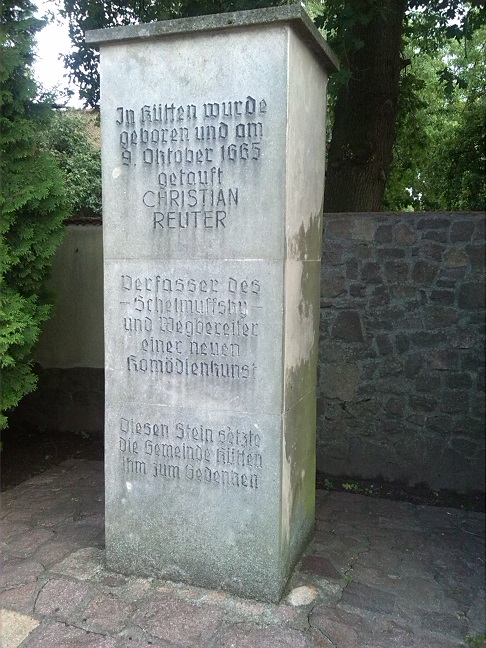 In Kütten wurde
geboren und am
9. Oktober 1665
getauft
CHRISTIAN
REUTER
Verfasser des
- Schelmuffsky -
und Wegbereiter
einer neuen
Komödienkunst
Diesen Stein setzte
die Gemeinde Kütten
ihm zum Gedenken